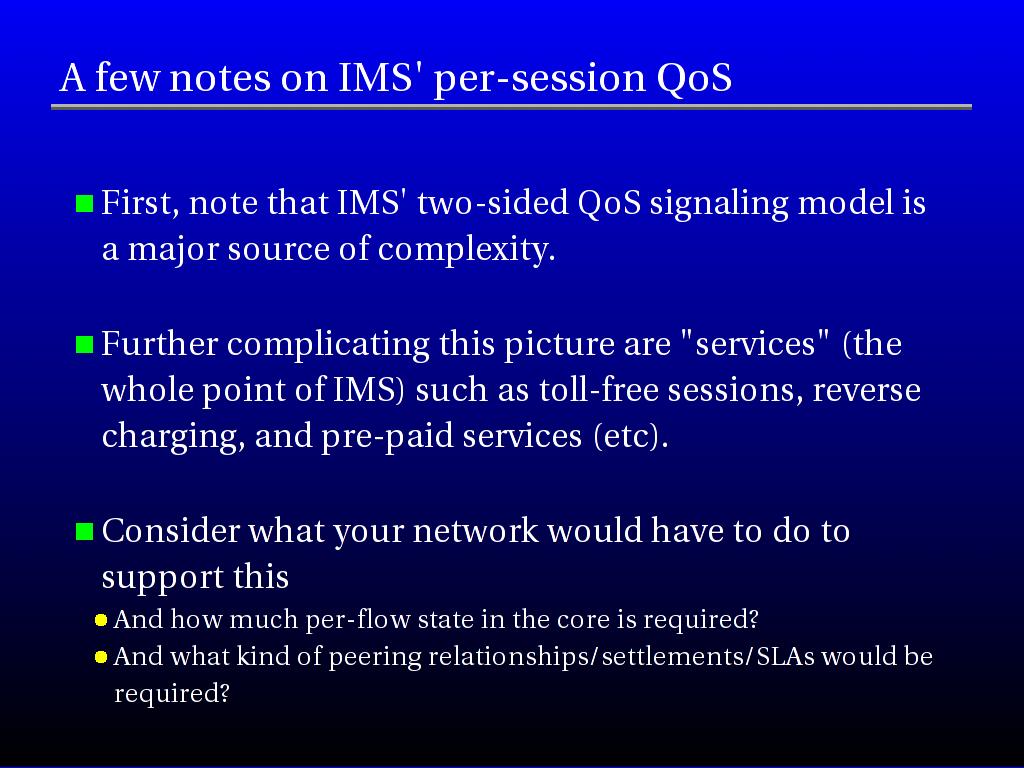 A few notes on IMS' per-session QoS
First, note that IMS' two-sided QoS signaling model is
a major source of complexity.
Further complicating this picture are "services" (the
whole point of IMS) such as toll-free sessions, reverse
charging, and pre-paid services (etc).
Consider what your network would have to do to
support this
And how much per-flow state in the core is required?
And what kind of peering relationships/settlements/SLAs would be
required?